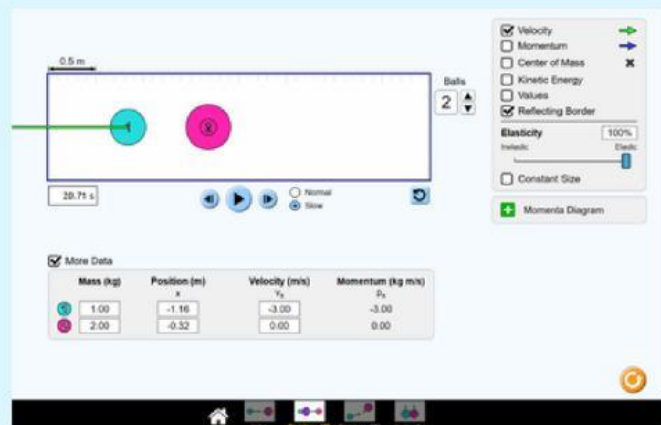 0.5 m
Balls
2
1
2
20.71 s
Normal
Slow
Velocity
Momentum
Center of Mass
Kinetic Energy
Values
Reflecting Border
Elasticity 100%
Inelastic Elastic
Constant Size
Momenta Diagram
More Data
Mass (kg) Position (m) Velocity (m/s) Momentum (kg m/s)
x vx px
1 1.00 -1.16 -3.00 -3.00
2 2.00 -0.32 0.00 0.00